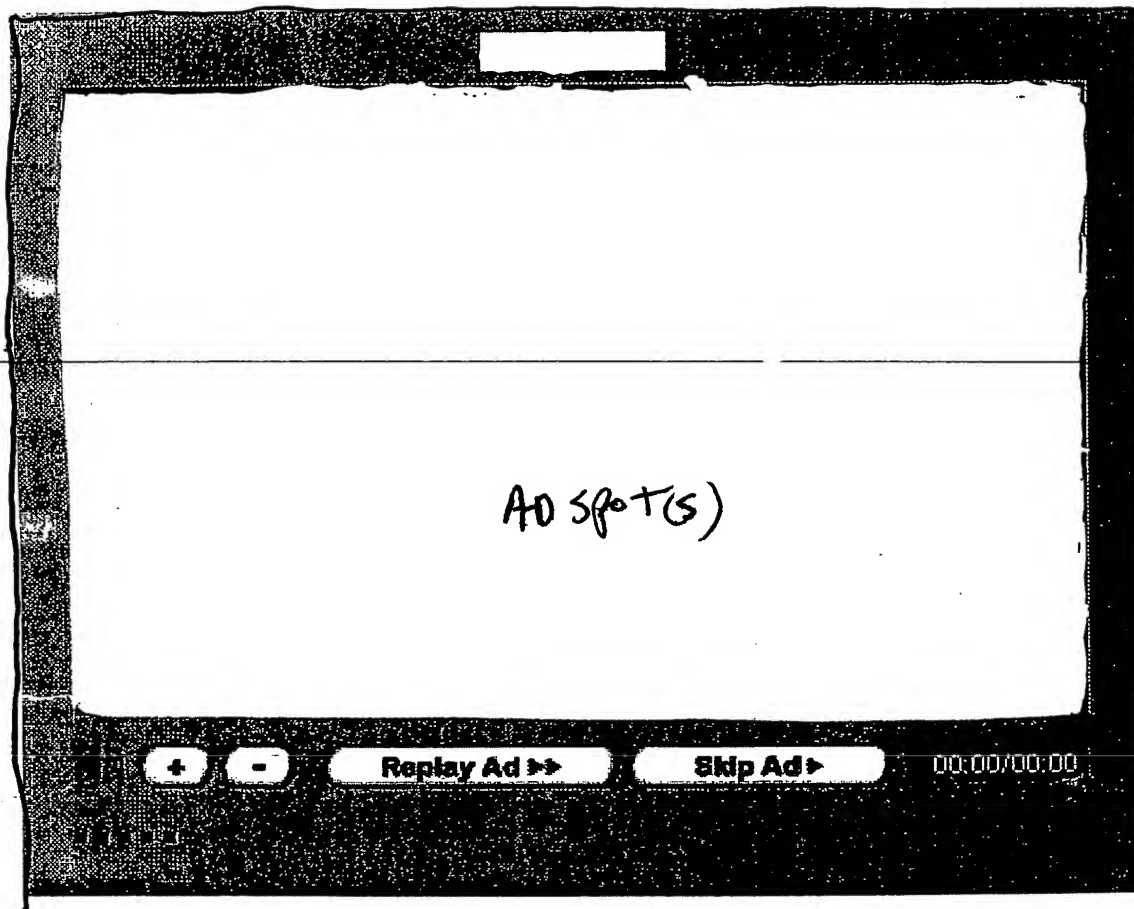 AD SPOT(S)
+ - Replay Ad ▸▸ Skip Ad ▸ 00:00/00:00